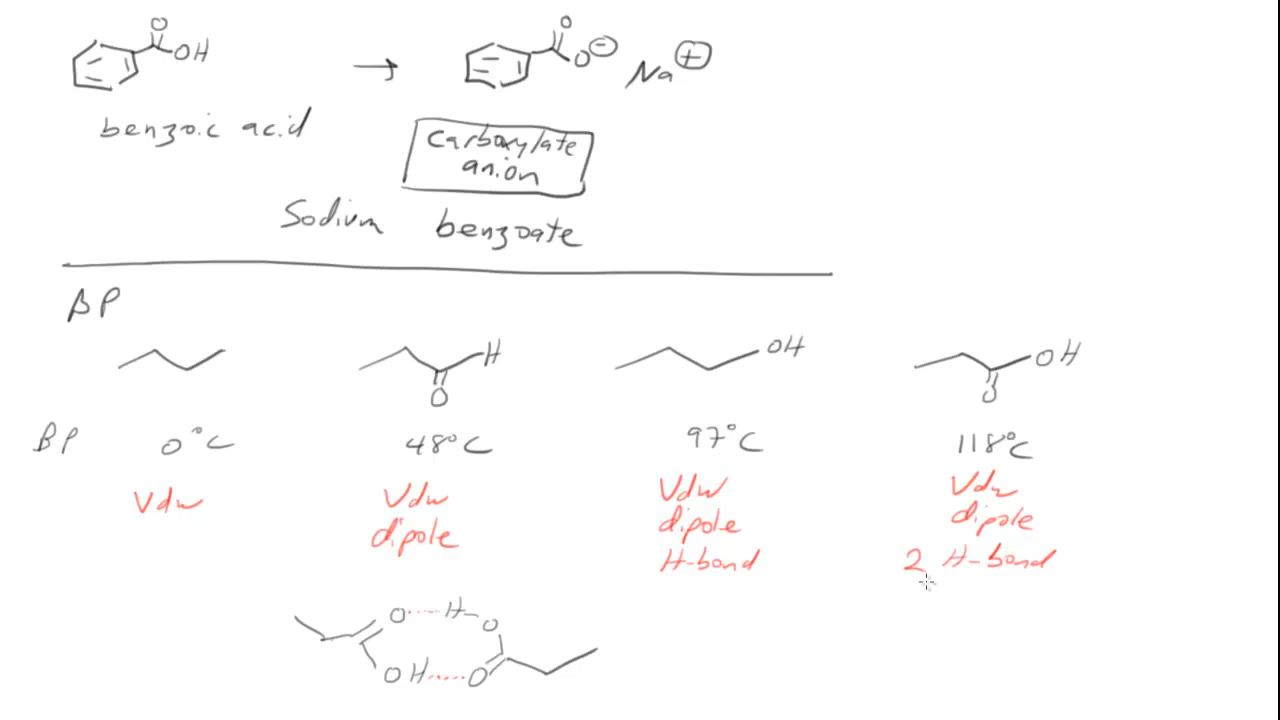 O
OH
→
O
O⊖ Na⊕
benzoic acid
Carboxylate
anion
Sodium benzoate
BP
H
O
OH
OH
O
BP 0°C 48°C 97°C 118°C
Vdw Vdw Vdw Vdw
dipole dipole dipole
H-bond 2 H-bond
O H-
O
OH O